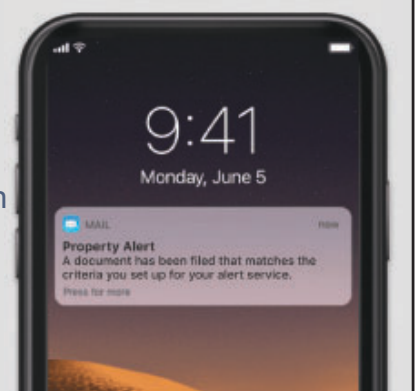 9:41
Monday, June 5
n
MAIL now
Property Alert
A document has been filed that matches the
criteria you set up for your alert service.
Press for more